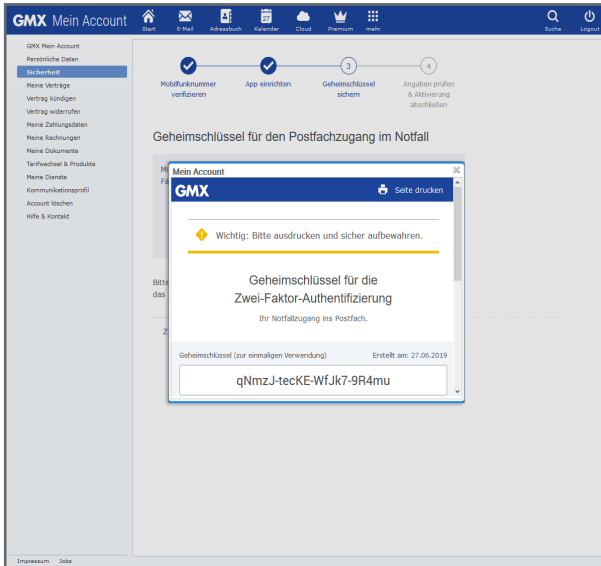 GMX Mein Account
Start E-Mail Adressbuch Kalender Cloud Premium mehr Suche Logout
27
GMX Mein Account
Persönliche Daten
Sicherheit
Meine Verträge
Vertrag kündigen
Vertrag widerrufen
Meine Zahlungsdaten
Meine Rechnungen
Meine Dokumente
Tarifwechsel & Produkte
Meine Dienste
Kommunikationsprofil
Account löschen
Hilfe & Kontakt
3 4
Mobilfunknummer
verifizieren
App einrichten
Geheimschlüssel
sichern
Angaben prüfen
& Aktivierung
abschließen
Geheimschlüssel für den Postfachzugang im Notfall
Mein Account
GMX Seite drucken
Wichtig: Bitte ausdrucken und sicher aufbewahren.
Geheimschlüssel für die
Zwei-Faktor-Authentifizierung
Ihr Notfallzugang ins Postfach.
Geheimschlüssel (zur einmaligen Verwendung) Erstellt am: 27.06.2019
qNmzJ-tecKE-WfJk7-9R4mu
Bitte
das
Z
Impressum Jobs